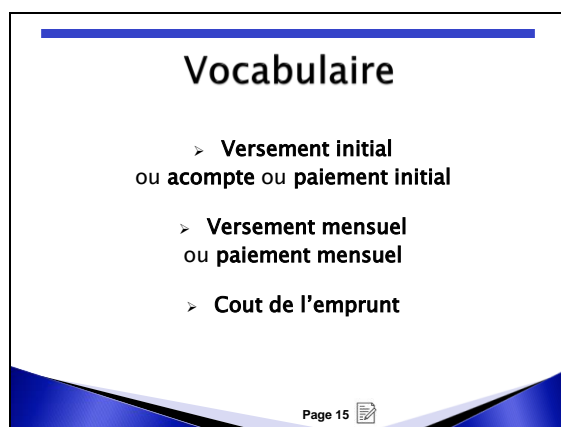 Vocabulaire
➢ Versement initial
ou acompte ou paiement initial
➢ Versement mensuel
ou paiement mensuel
➢ Cout de l’emprunt
Page 15